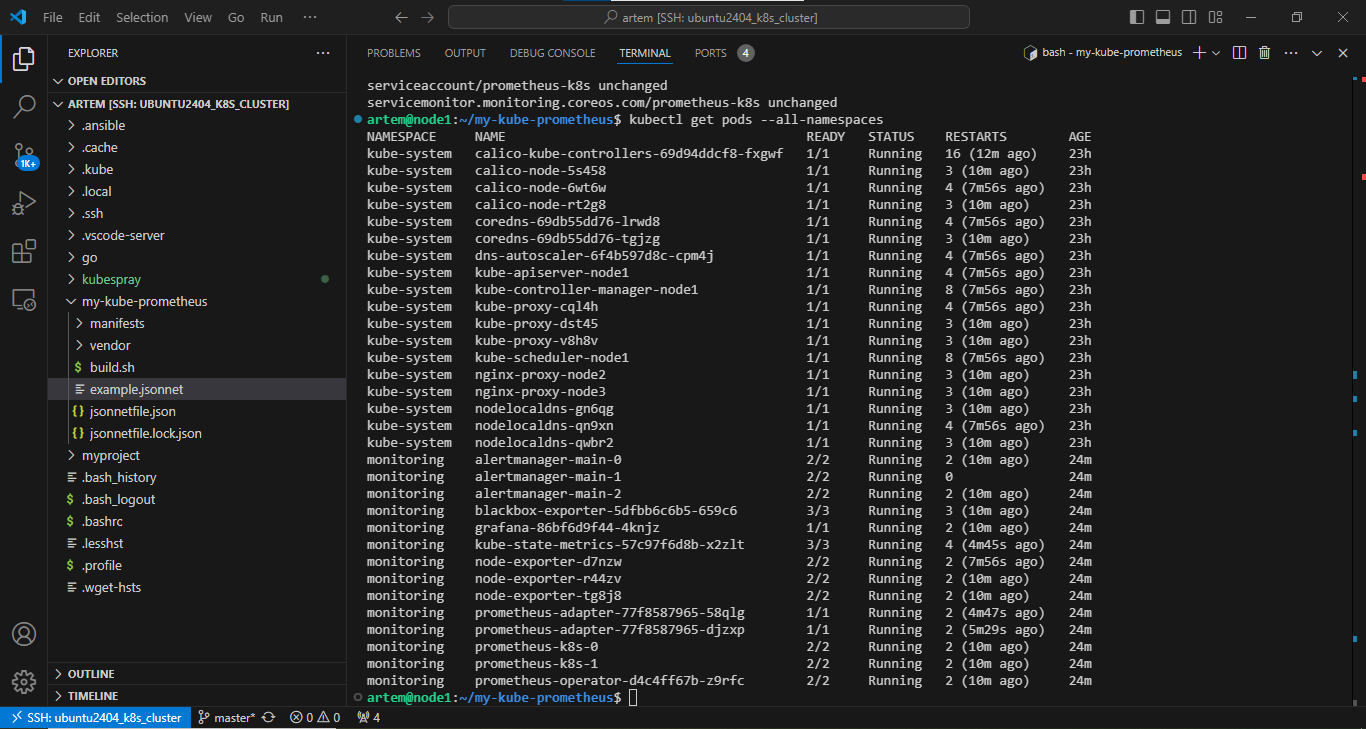 File Edit Selection View Go Run ··· artem [SSH: ubuntu2404_k8s_cluster]
EXPLORER ···
OPEN EDITORS
ARTEM [SSH: UBUNTU2404_K8S_CLUSTER]
.ansible
.cache
.kube
.local
.ssh
.vscode-server
go
kubespray
my-kube-prometheus
manifests
vendor
$ build.sh
example.jsonnet
{} jsonnetfile.json
{} jsonnetfile.lock.json
myproject
.bash_history
$ .bash_logout
$ .bashrc
.lesshst
$ .profile
.wget-hsts
OUTLINE
TIMELINE
1K+
PROBLEMS OUTPUT DEBUG CONSOLE TERMINAL PORTS 4 bash - my-kube-prometheus
serviceaccount/prometheus-k8s unchanged
servicemonitor.monitoring.coreos.com/prometheus-k8s unchanged
artem@node1:~/my-kube-prometheus$ kubectl get pods --all-namespaces
NAMESPACE NAME READY STATUS RESTARTS AGE
kube-system calico-kube-controllers-69d94ddcf8-fxgwf 1/1 Running 16 (12m ago) 23h
kube-system calico-node-5s458 1/1 Running 3 (10m ago) 23h
kube-system calico-node-6wt6w 1/1 Running 4 (7m56s ago) 23h
kube-system calico-node-rt2g8 1/1 Running 3 (10m ago) 23h
kube-system coredns-69db55dd76-lrwd8 1/1 Running 4 (7m56s ago) 23h
kube-system coredns-69db55dd76-tgjzg 1/1 Running 3 (10m ago) 23h
kube-system dns-autoscaler-6f4b597d8c-cpm4j 1/1 Running 4 (7m56s ago) 23h
kube-system kube-apiserver-node1 1/1 Running 4 (7m56s ago) 23h
kube-system kube-controller-manager-node1 1/1 Running 8 (7m56s ago) 23h
kube-system kube-proxy-cql4h 1/1 Running 4 (7m56s ago) 23h
kube-system kube-proxy-dst45 1/1 Running 3 (10m ago) 23h
kube-system kube-proxy-v8h8v 1/1 Running 3 (10m ago) 23h
kube-system kube-scheduler-node1 1/1 Running 8 (7m56s ago) 23h
kube-system nginx-proxy-node2 1/1 Running 3 (10m ago) 23h
kube-system nginx-proxy-node3 1/1 Running 3 (10m ago) 23h
kube-system nodelocaldns-gn6qg 1/1 Running 3 (10m ago) 23h
kube-system nodelocaldns-qn9xn 1/1 Running 4 (7m56s ago) 23h
kube-system nodelocaldns-qwbr2 1/1 Running 3 (10m ago) 23h
monitoring alertmanager-main-0 2/2 Running 2 (10m ago) 24m
monitoring alertmanager-main-1 2/2 Running 0 24m
monitoring alertmanager-main-2 2/2 Running 2 (10m ago) 24m
monitoring blackbox-exporter-5dfbb6c6b5-659c6 3/3 Running 3 (10m ago) 24m
monitoring grafana-86bf6d9f44-4knjz 1/1 Running 2 (10m ago) 24m
monitoring kube-state-metrics-57c97f6d8b-x2zlt 3/3 Running 4 (4m45s ago) 24m
monitoring node-exporter-d7nzw 2/2 Running 2 (7m56s ago) 24m
monitoring node-exporter-r44zv 2/2 Running 2 (10m ago) 24m
monitoring node-exporter-tg8j8 2/2 Running 2 (10m ago) 24m
monitoring prometheus-adapter-77f8587965-58qlg 1/1 Running 2 (4m47s ago) 24m
monitoring prometheus-adapter-77f8587965-djzxp 1/1 Running 2 (5m29s ago) 24m
monitoring prometheus-k8s-0 2/2 Running 2 (10m ago) 24m
monitoring prometheus-k8s-1 2/2 Running 2 (10m ago) 24m
monitoring prometheus-operator-d4c4ff67b-z9rfc 2/2 Running 2 (10m ago) 24m
artem@node1:~/my-kube-prometheus$
SSH: ubuntu2404_k8s_cluster master* 0 0 4